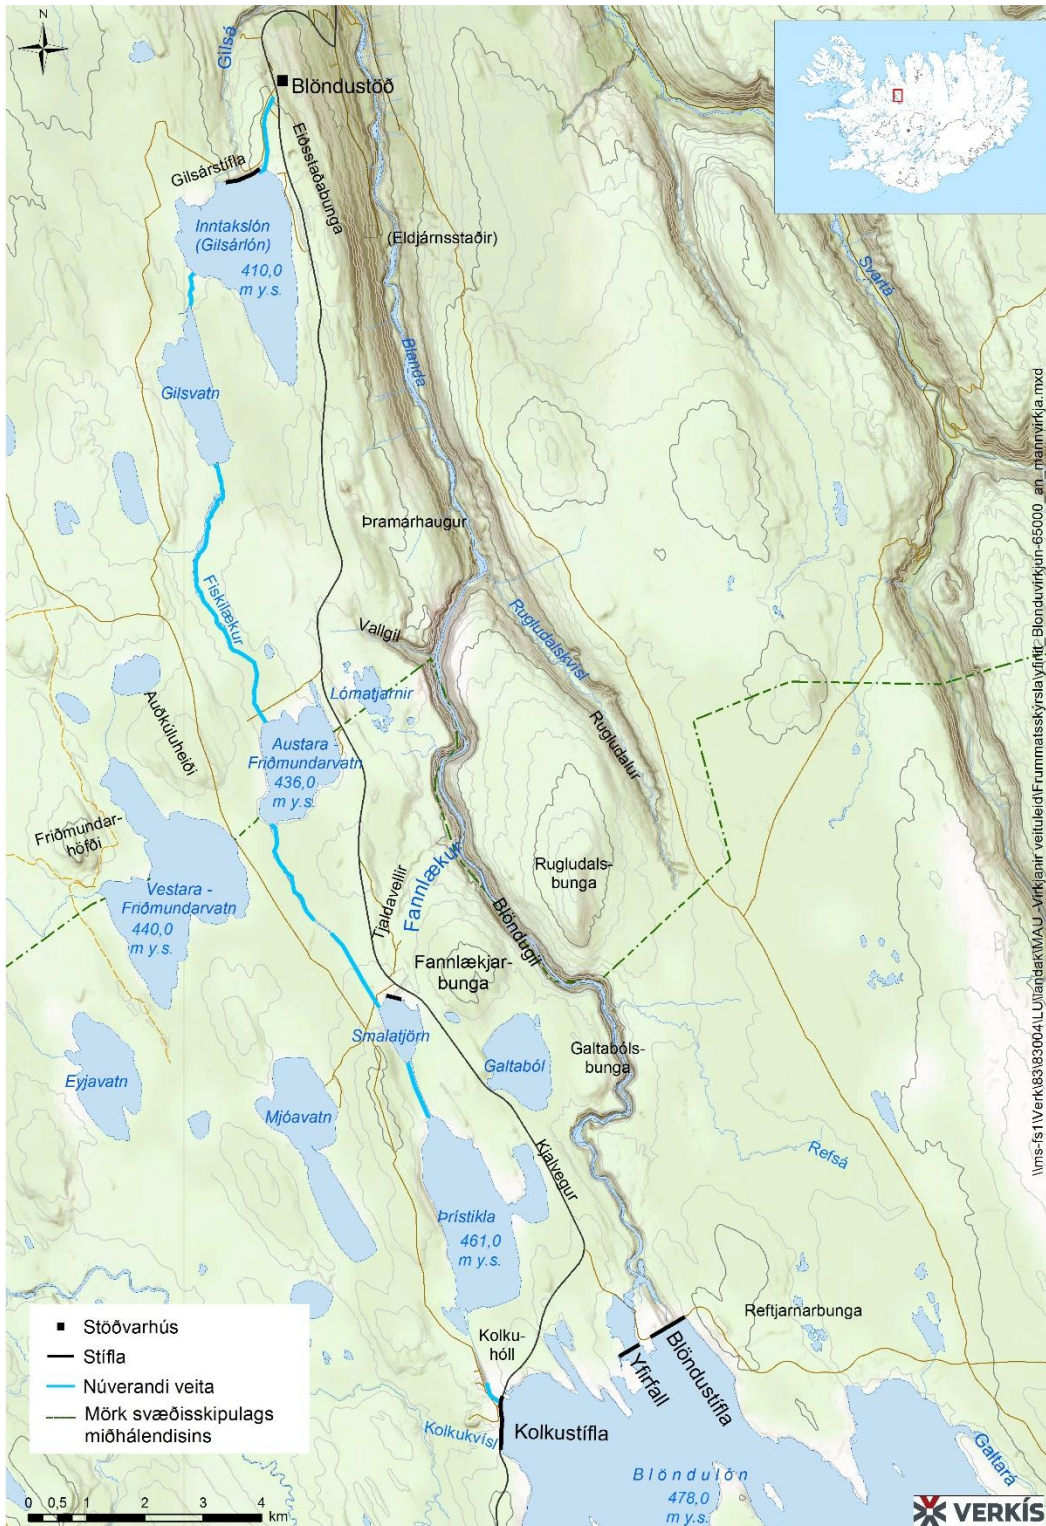 N
Gilsá
Blöndustöð
Eiðsstaðabunga
Gilsárstífla
Inntakslón
(Gilsárlón)
410,0
m y.s.
(Eldjárnsstaðir)
Svartá
Blanda
Gilsvatn
Þramarhaugur
Fiskilækur
Vallgil
Rugludalskvísl
Lómatjarnir
Rugludalur
Auðkúluheiði
Austara -
Friðmundarvatn
436,0
m y.s.
Friðmundar-
höfði
Vestara -
Friðmundarvatn
440,0
m y.s.
Tjaldavellir
Fannlækur
Rugludals-
bunga
Blöndugil
Fannlækjar-
bunga
Smalatjörn
Galtaból
Galtabóls-
bunga
Eyjavatn
Mjóavatn
Refsá
Kjalvegur
Þrístikla
461,0
m y.s.
Reftjarnarbunga
Kolku-
hóll
Yfirfall
Blöndustífla
Kolkukvísl
Kolkustífla
Blöndulón
478,0
m y.s.
Galtará
Stöðvarhús
Stífla
Núverandi veita
Mörk svæðisskipulags
miðhálendisins
0 0,5 1 2 3 4
km
VERKÍS